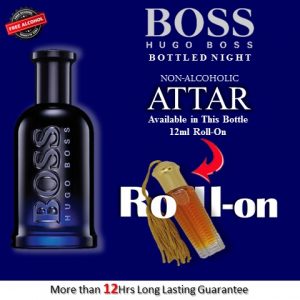 BOSS
HUGO BOSS
BOTTLED NIGHT
FREE ALCOHOL
NON-ALCOHOLIC
ATTAR
Available in This Bottle
12ml Roll-On
BOSS
HUGO BOSS
Roll-on
More than 12Hrs Long Lasting Guarantee